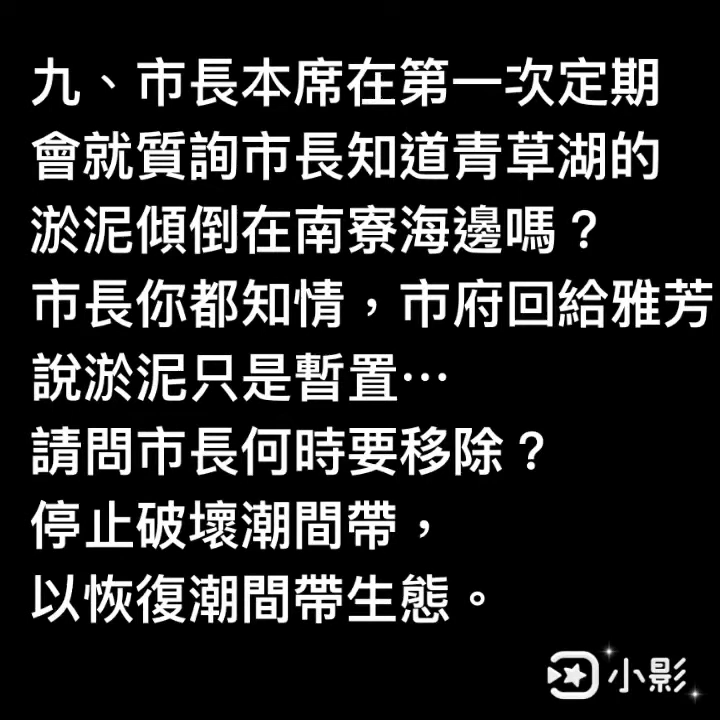 九、市長本席在第一次定期
會就質詢市長知道青草湖的
淤泥傾倒在南寮海邊嗎？
市長你都知情，市府回給雅芳
說淤泥只是暫置…
請問市長何時要移除？
停止破壞潮間帶，
以恢復潮間帶生態。
小影